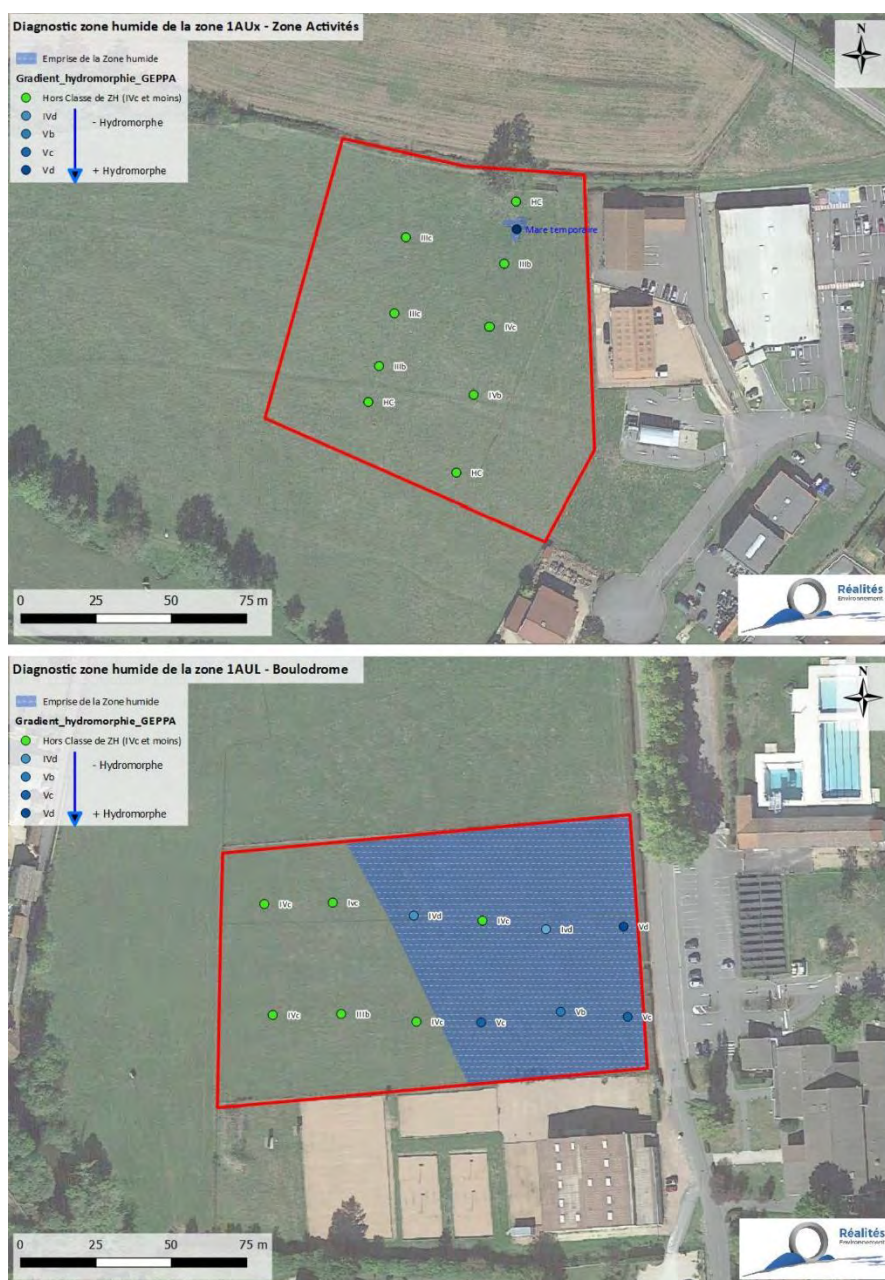 Diagnostic zone humide de la zone 1AUx - Zone Activités
Emprise de la Zone humide
Gradient_hydromorphie_GEPPA
Hors Classe de ZH (IVc et moins)
IVd
- Hydromorphe
Vb
Vc
Vd
+ Hydromorphe
N
HC
Mare temporaire
IIIc
IIIb
IIIc
IVc
IIIb
HC
IVb
HC
0 25 50 75 m
Réalités
Environnement
Diagnostic zone humide de la zone 1AUL - Boulodrome
Emprise de la Zone humide
Gradient_hydromorphie_GEPPA
Hors Classe de ZH (IVc et moins)
IVd
- Hydromorphe
Vb
Vc
Vd
+ Hydromorphe
N
IVc
Ivc
IVd
IVc
Ivd
Vd
IVc
IIIb
IVc
Vc
Vb
Vc
0 25 50 75 m
Réalités
Environnement